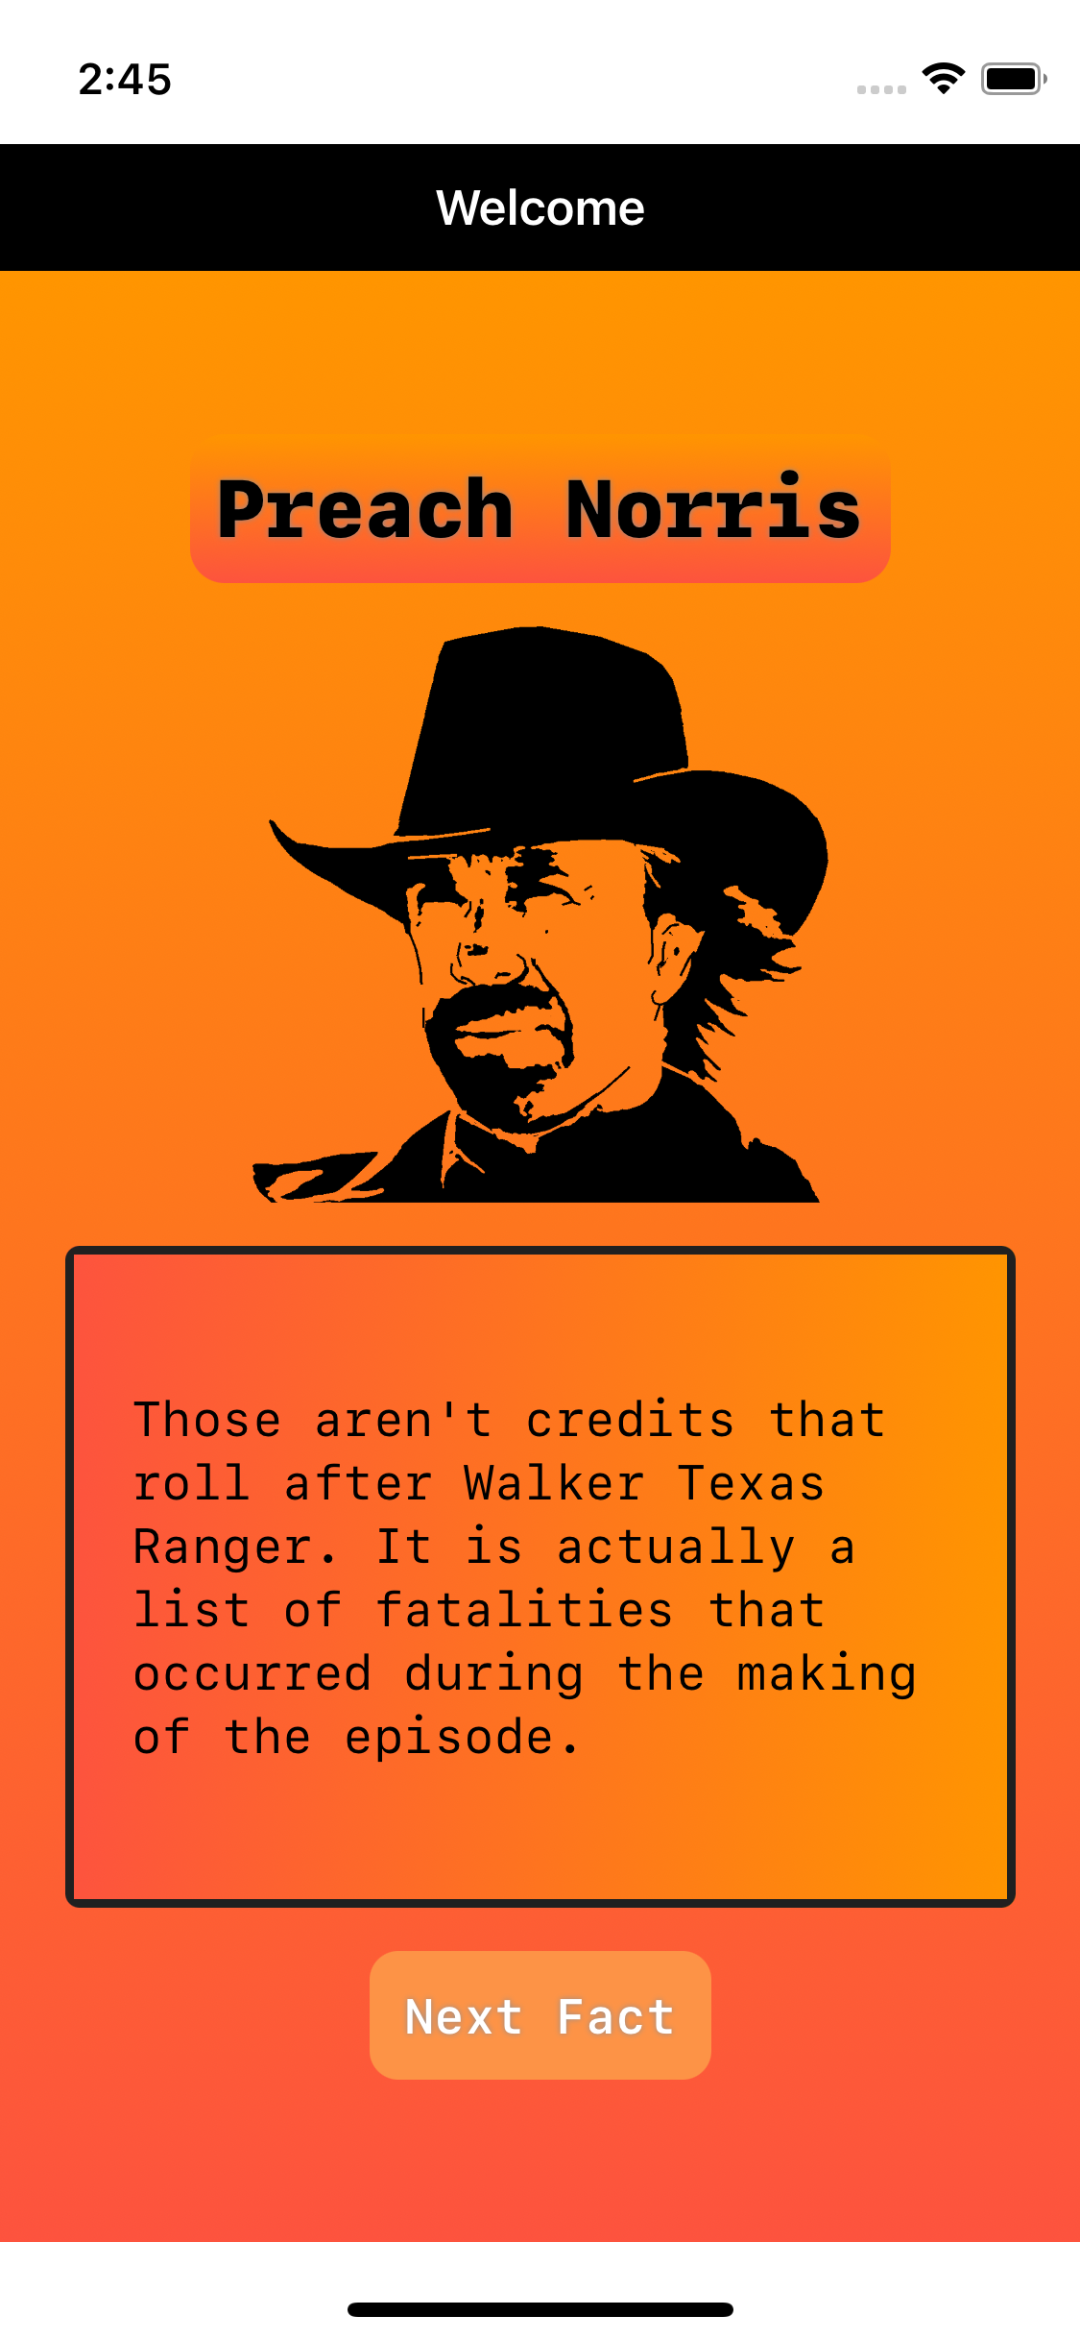 2:45
Welcome
Preach Norris
Those aren't credits that
roll after Walker Texas
Ranger. It is actually a
list of fatalities that
occurred during the making
of the episode.
Next Fact